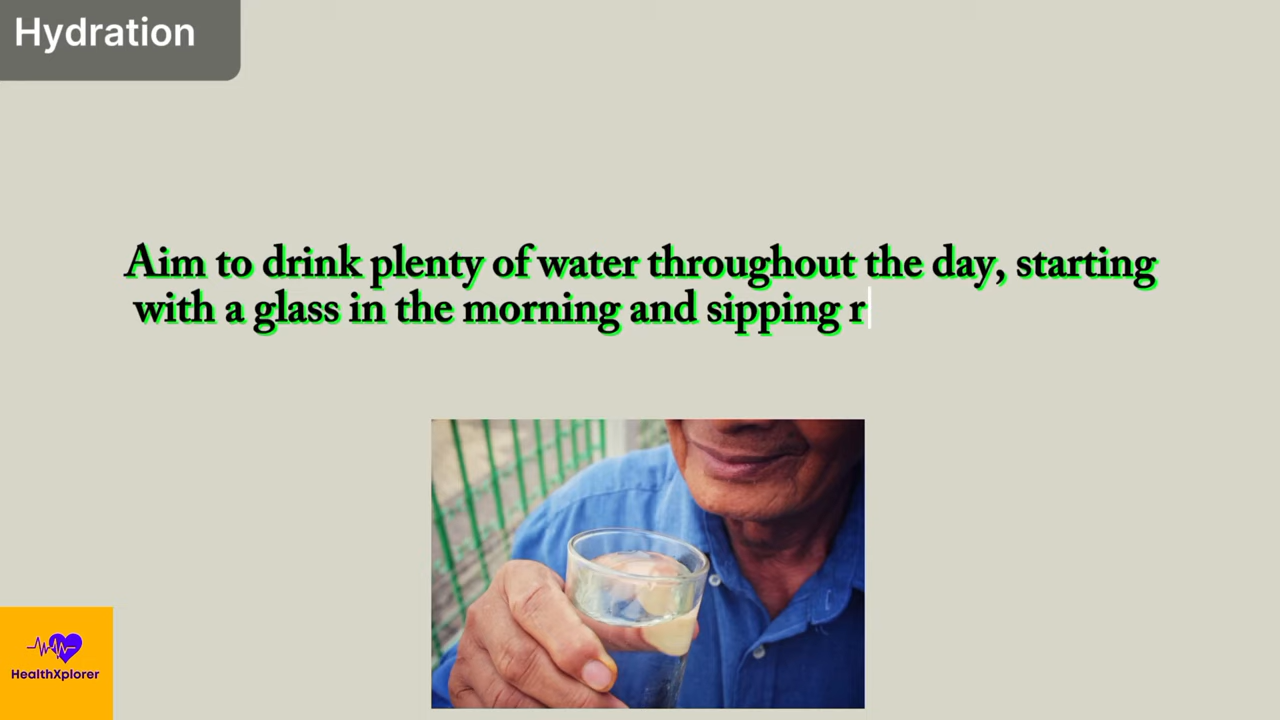 Hydration
Aim to drink plenty of water throughout the day, starting
with a glass in the morning and sipping r
HealthXplorer